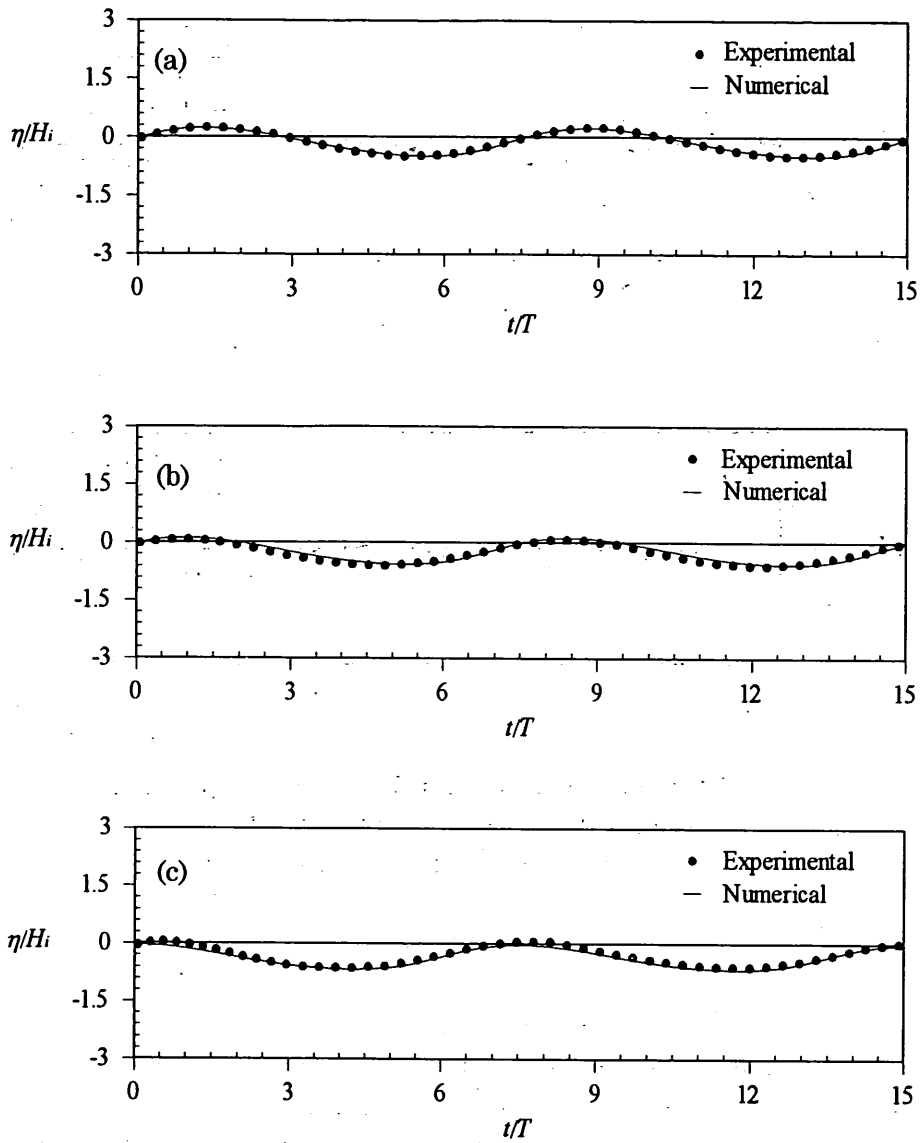 3
(a)
● Experimental
1.5
— Numerical
η/Hi
0
-1.5
-3
0 3 6 9 12 15
t/T
3
(b)
● Experimental
1.5
— Numerical
η/Hi
0
-1.5
-3
0 3 6 9 12 15
t/T
3
(c)
● Experimental
1.5
— Numerical
η/Hi
0
-1.5
-3
0 3 6 9 12 15
t/T